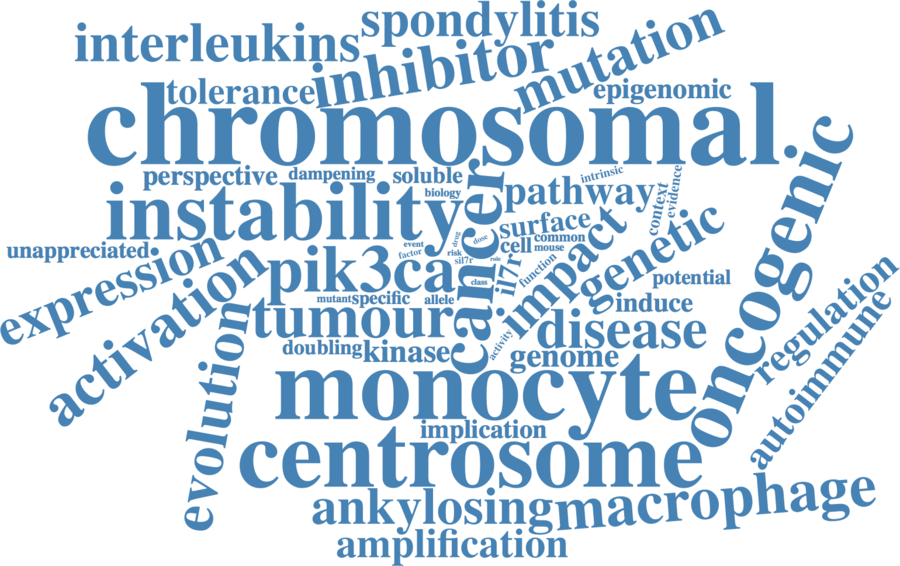 spondylitis
interleukins
inhibitor
mutation
tolerance
epigenomic
chromosomal.
perspective
dampening
soluble
intrinsic
biology
pathway
context
evidence
instability
cancer
surface
drug
dose
cell
common
mouse
event
factor
risk
sil7r
role
unappreciated.
expression
activation
pik3ca
class
il7r
function
impact
genetic
oncogenic
potential
mutant
specific
allele
induce
tumour
disease
activity
doubling
kinase
genome
regulation
autoimmune
evolution
monocyte
implication
centrosome
ankylosing
macrophage
amplification